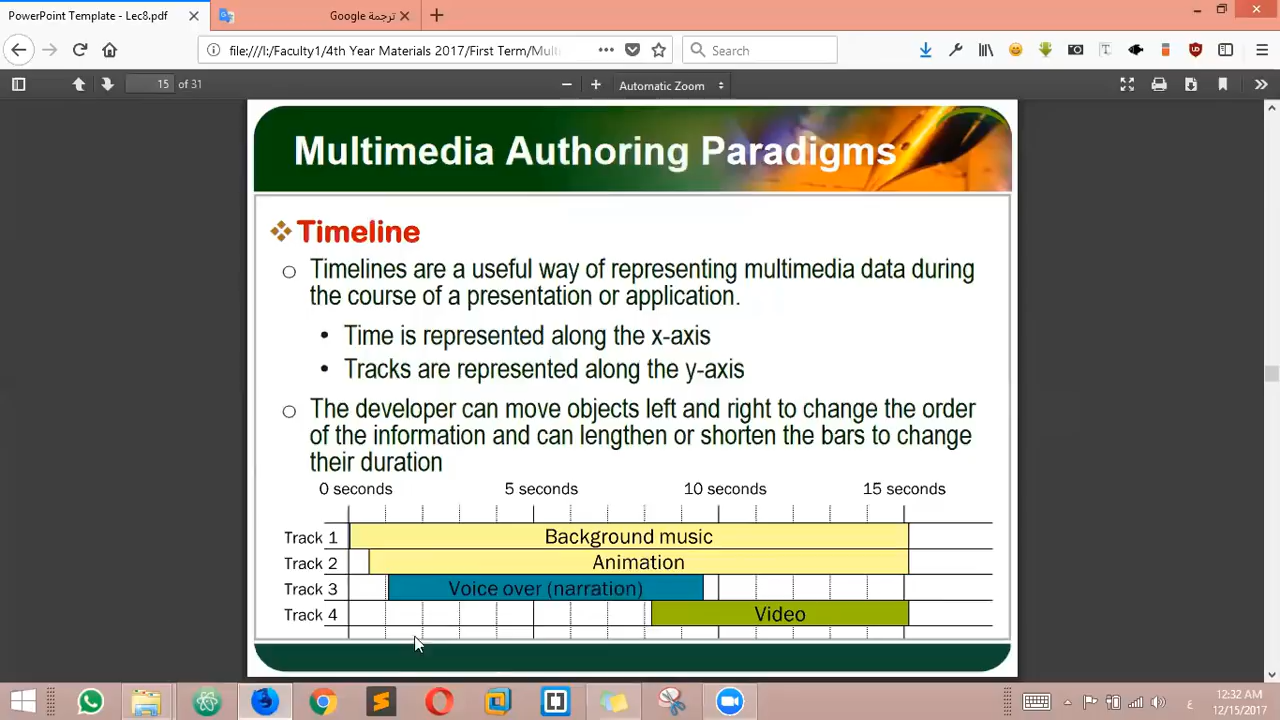 PowerPoint Template - Lec8.pdf
ترجمة Google
file:///I:/Faculty1/4th Year Materials 2017/First Term/Mult
Search
15 of 31
Automatic Zoom
Multimedia Authoring Paradigms
Timeline
Timelines are a useful way of representing multimedia data during
the course of a presentation or application.
• Time is represented along the x-axis
• Tracks are represented along the y-axis
The developer can move objects left and right to change the order
of the information and can lengthen or shorten the bars to change
their duration
0 seconds 5 seconds 10 seconds 15 seconds
Track 1 Background music
Track 2 Animation
Track 3 Voice over (narration)
Track 4 Video
12:32 AM
ع
12/15/2017